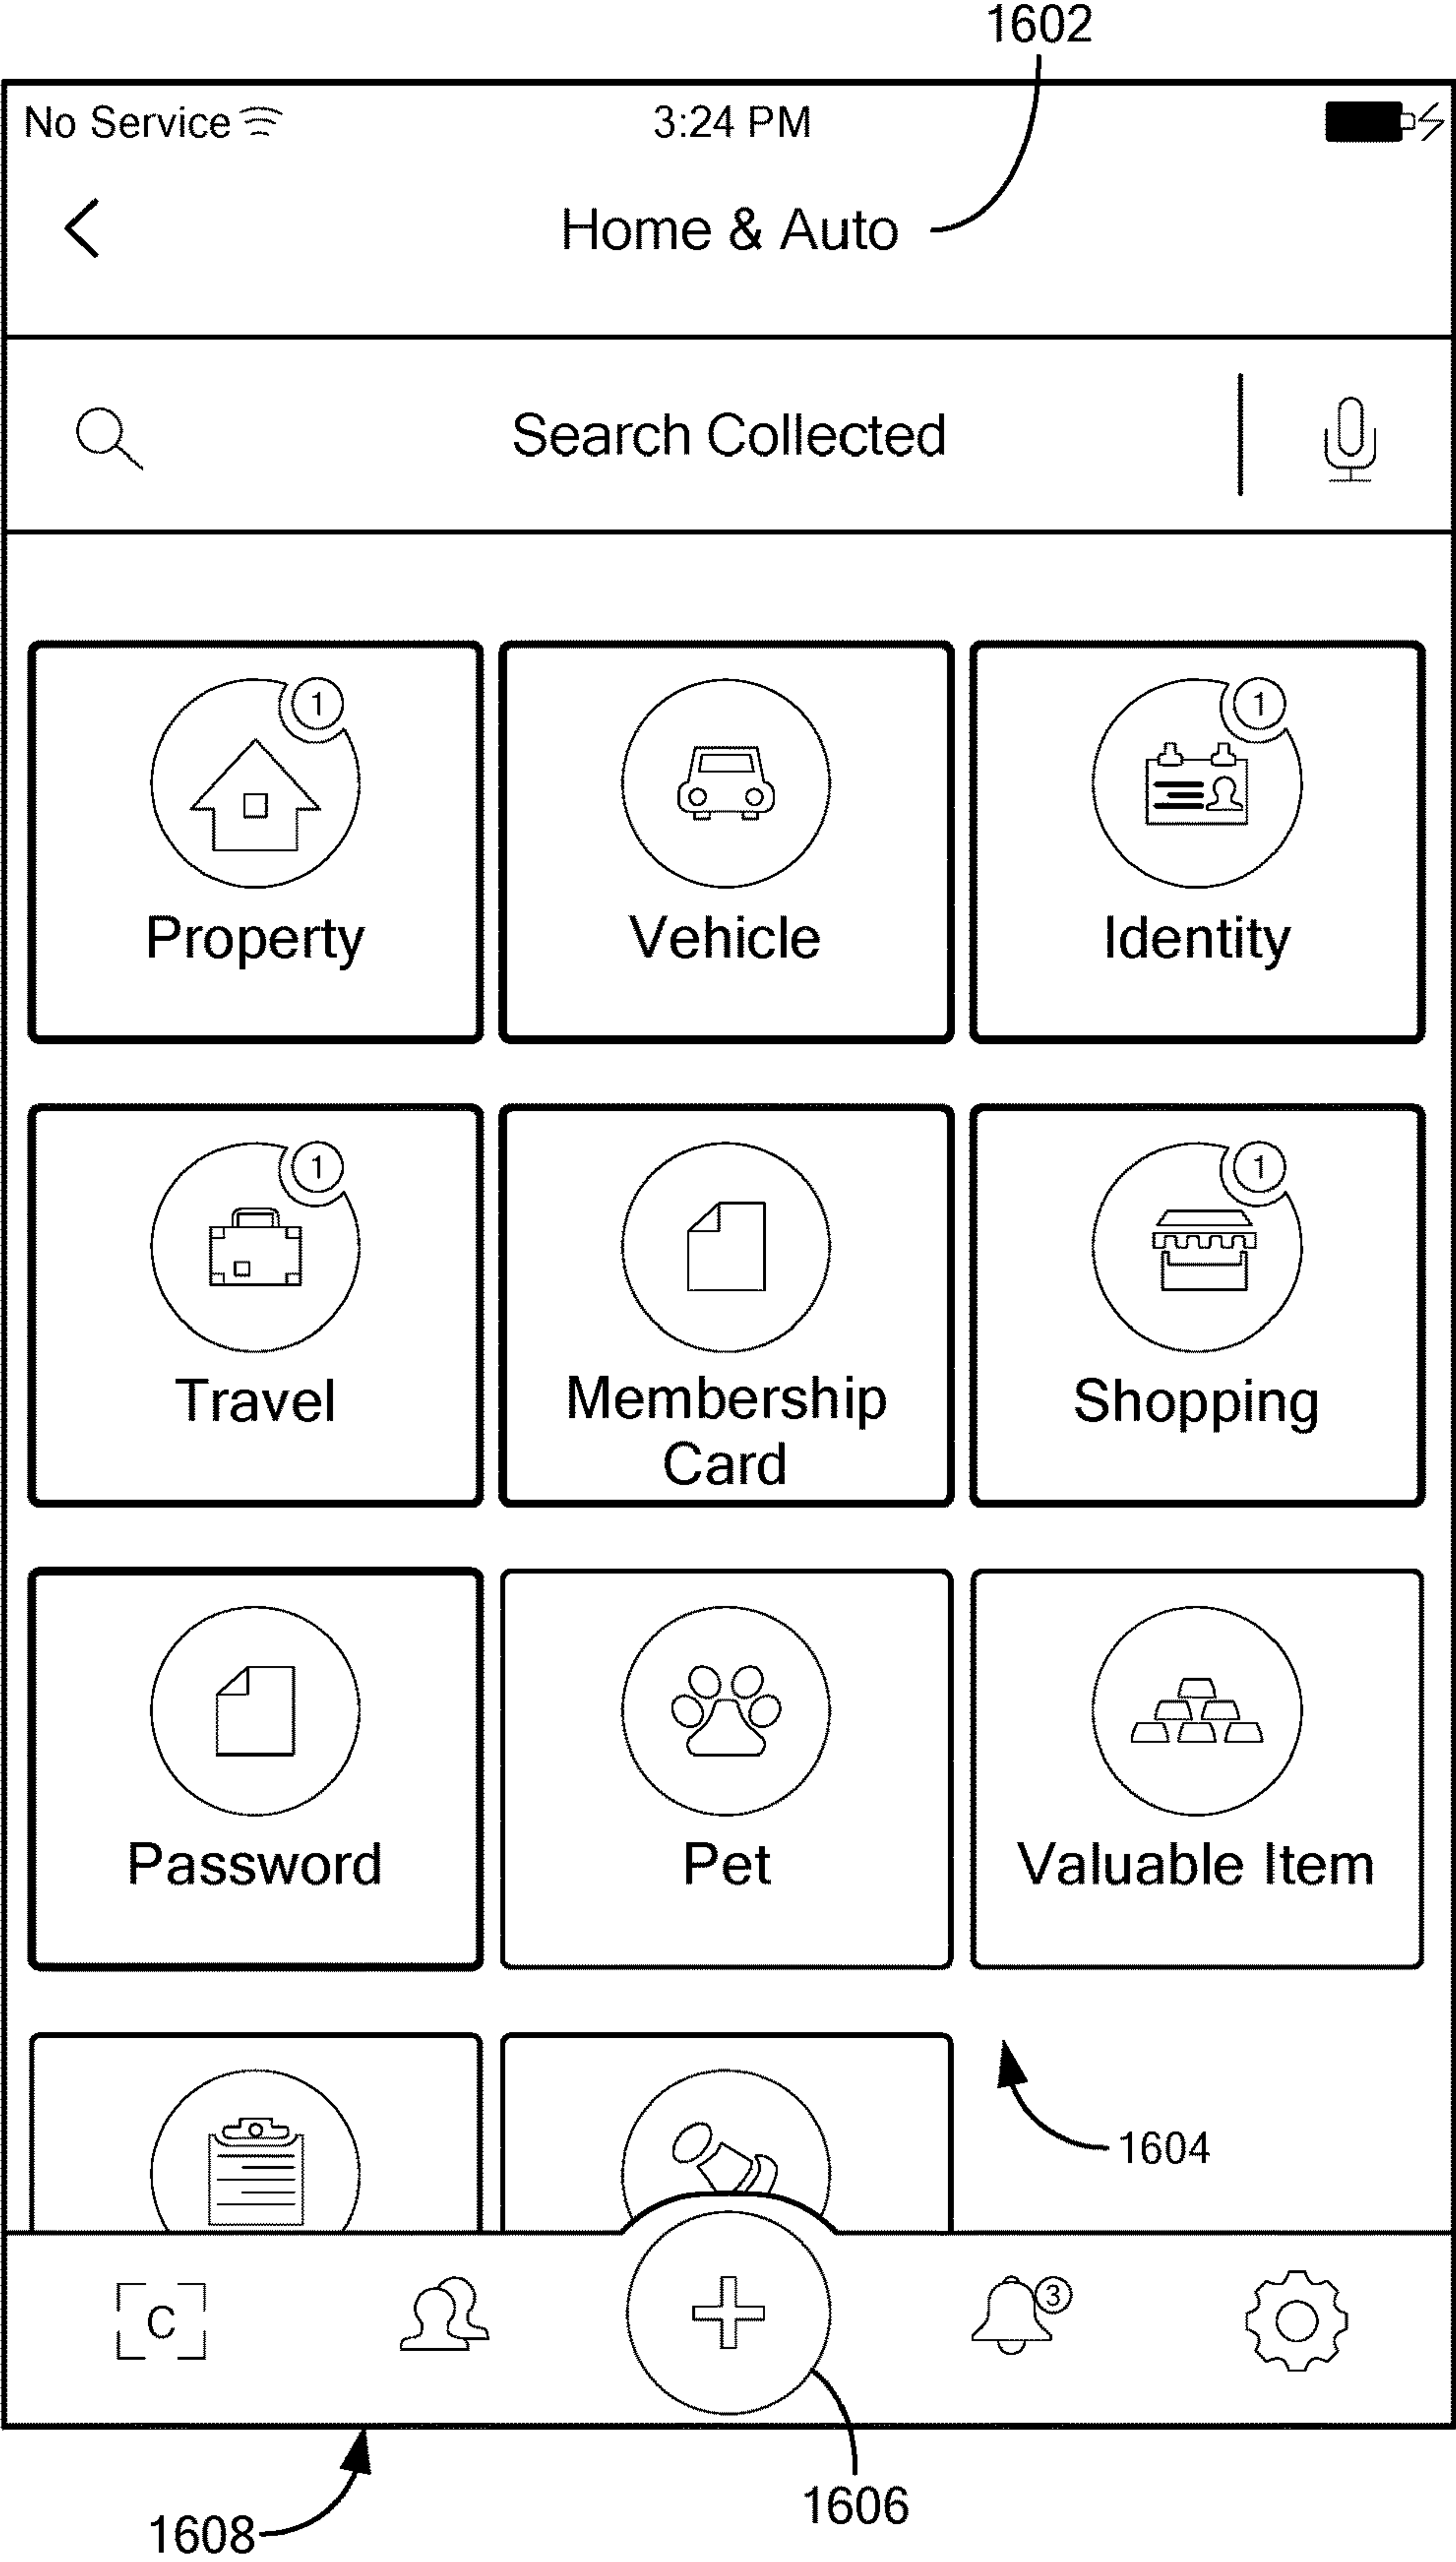 1602
No Service 3:24 PM
Home & Auto
Search Collected
1 1
Property Vehicle Identity
1 1
Travel Membership Card Shopping
Password Pet Valuable Item
1604
C 3
1606
1608